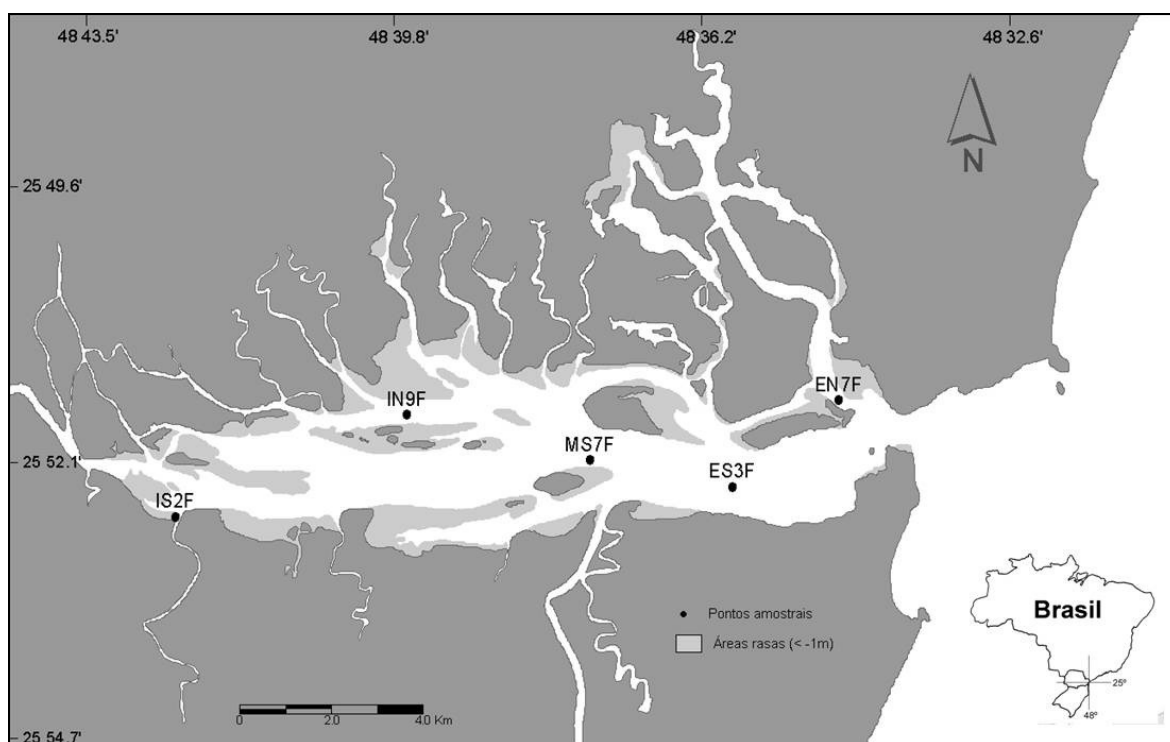 48 43.5'
48 39.8'
48 36.2'
48 32.6'
N
25 49.6'
EN7F
IN9F
MS7F
25 52.1'
ES3F
IS2F
Brasil
Pontos amostrais
Áreas rasas (< -1m)
25º
48º
0 2.0 4.0 Km
25 54.7'